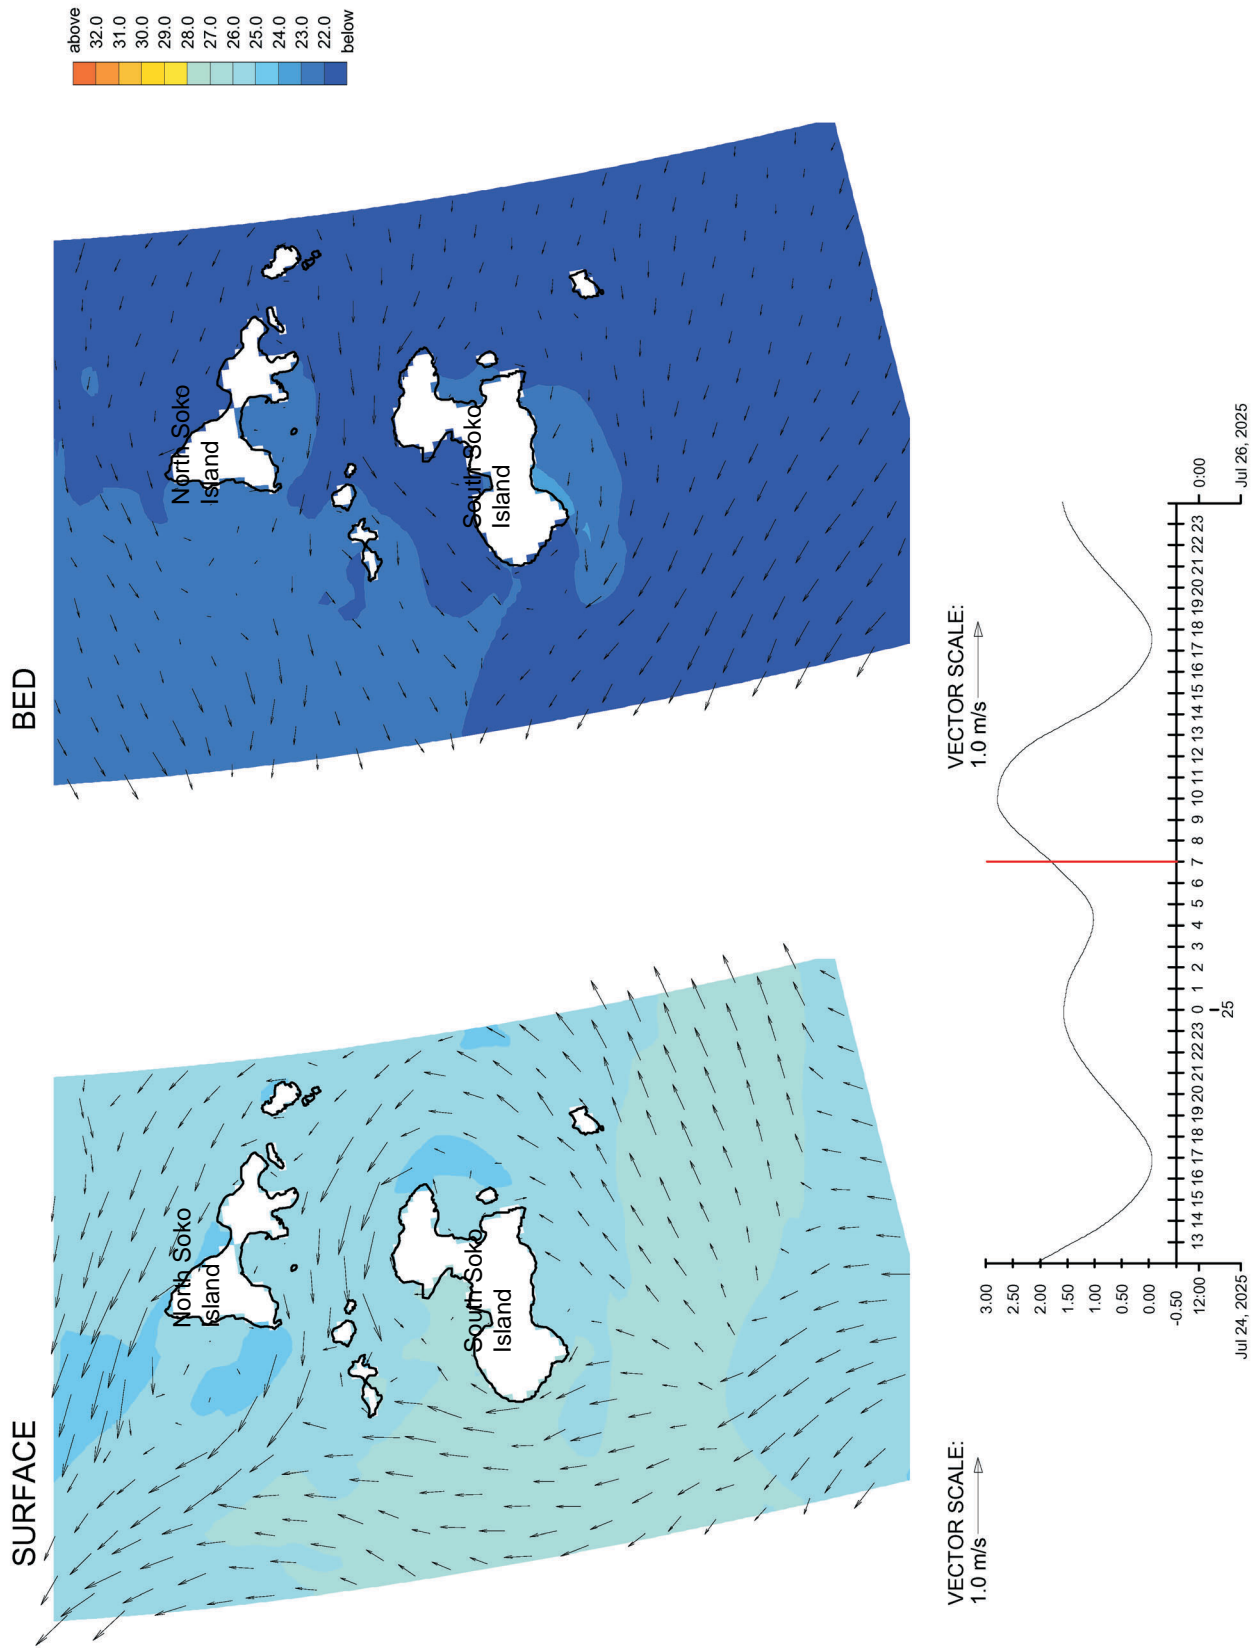 SURFACE
BED
above
32.0
31.0
30.0
29.0
28.0
27.0
26.0
25.0
24.0
23.0
22.0
below
North Soko
Island
South Soko
Island
North Soko
Island
South Soko
Island
VECTOR SCALE:
1.0 m/s
VECTOR SCALE:
1.0 m/s
3.00
2.50
2.00
1.50
1.00
0.50
0.00
-0.50
12:00 13 14 15 16 17 18 19 20 21 22 23 0 1 2 3 4 5 6 7 8 9 10 11 12 13 14 15 16 17 18 19 20 21 22 23 0:00
25
Jul 24, 2025
Jul 26, 2025